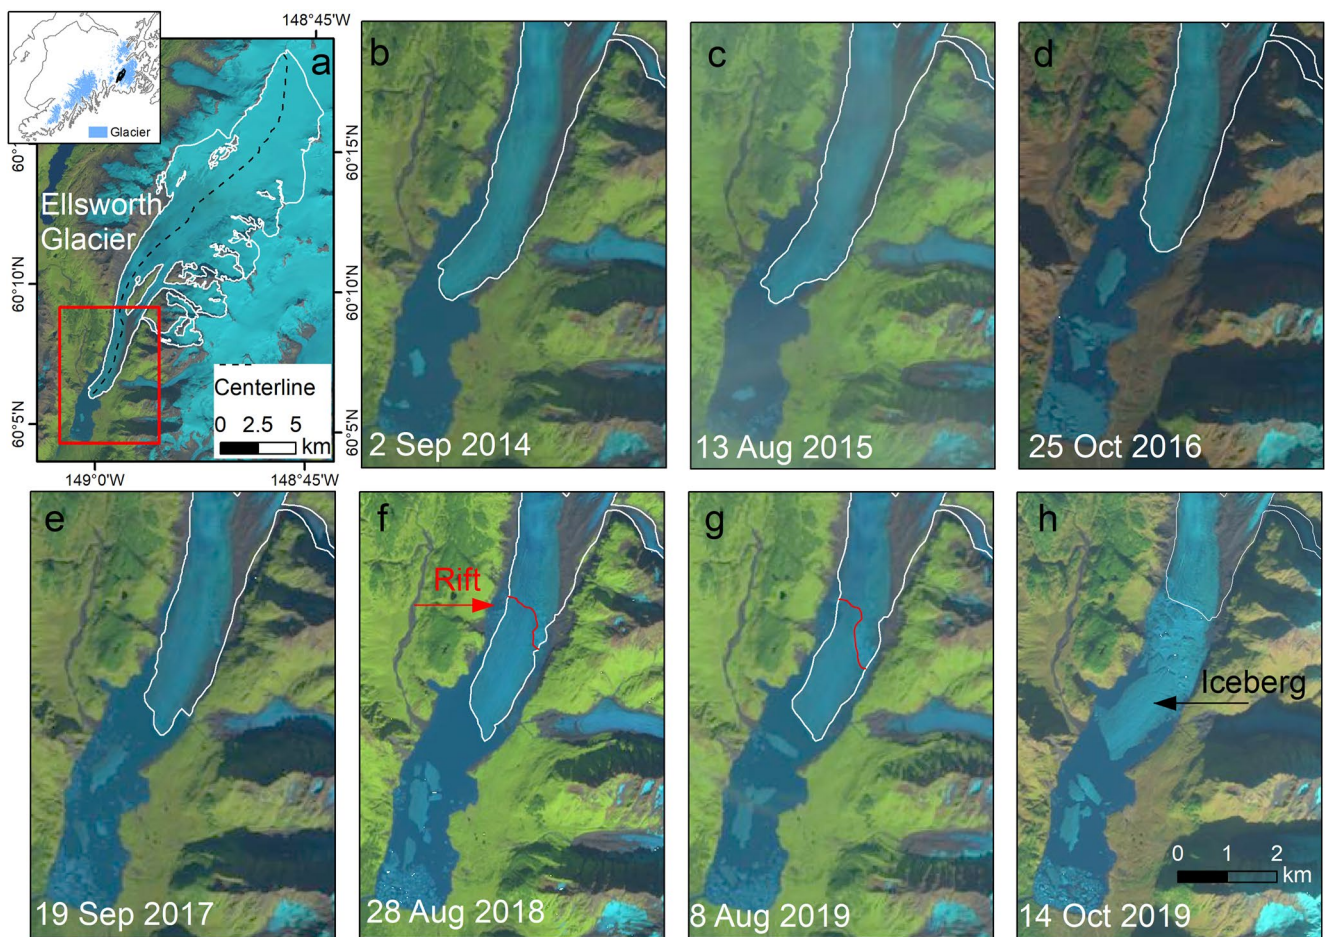 148°45'W
a
Glacier
60°15'N
Ellsworth
Glacier
60°10'N
60°5'N
Centerline
0 2.5 5
km
149°0'W
148°45'W
b
60°10'N
60°5'N
2 Sep 2014
c
13 Aug 2015
d
25 Oct 2016
e
19 Sep 2017
f
Rift
28 Aug 2018
g
8 Aug 2019
h
Iceberg
0 1 2
km
14 Oct 2019